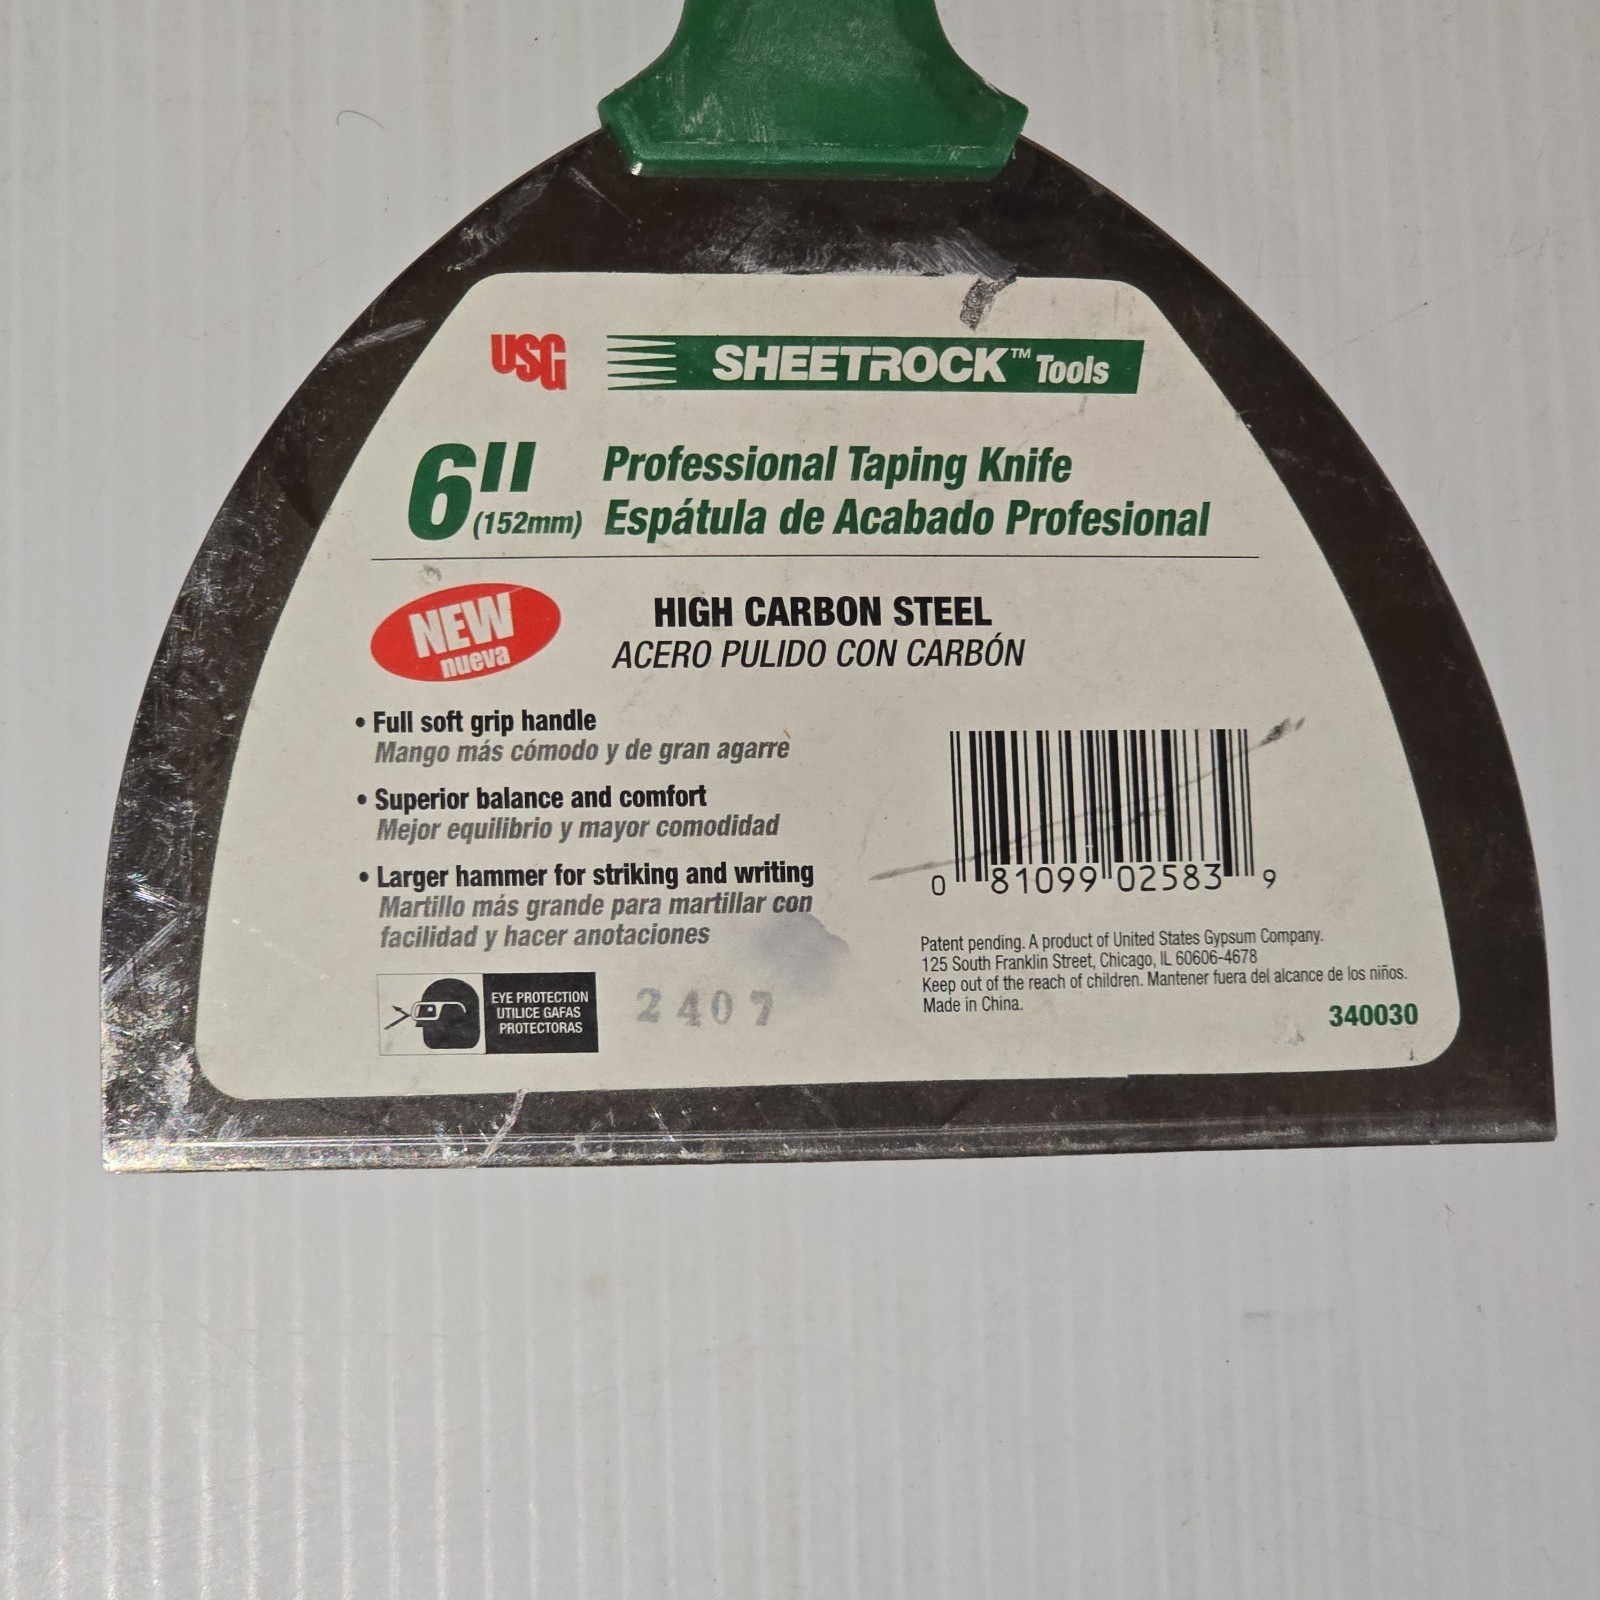 USG SHEETROCK™ Tools
6" Professional Taping Knife
(152mm) Espátula de Acabado Profesional
NEW
nueva
HIGH CARBON STEEL
ACERO PULIDO CON CARBÓN
• Full soft grip handle
Mango más cómodo y de gran agarre
• Superior balance and comfort
Mejor equilibrio y mayor comodidad
• Larger hammer for striking and writing
Martillo más grande para martillar con
facilidad y hacer anotaciones
EYE PROTECTION
UTILICE GAFAS
PROTECTORAS
2407
0 81099 02583 9
Patent pending. A product of United States Gypsum Company.
125 South Franklin Street, Chicago, IL 60606-4678
Keep out of the reach of children. Mantener fuera del alcance de los niños.
Made in China.
340030